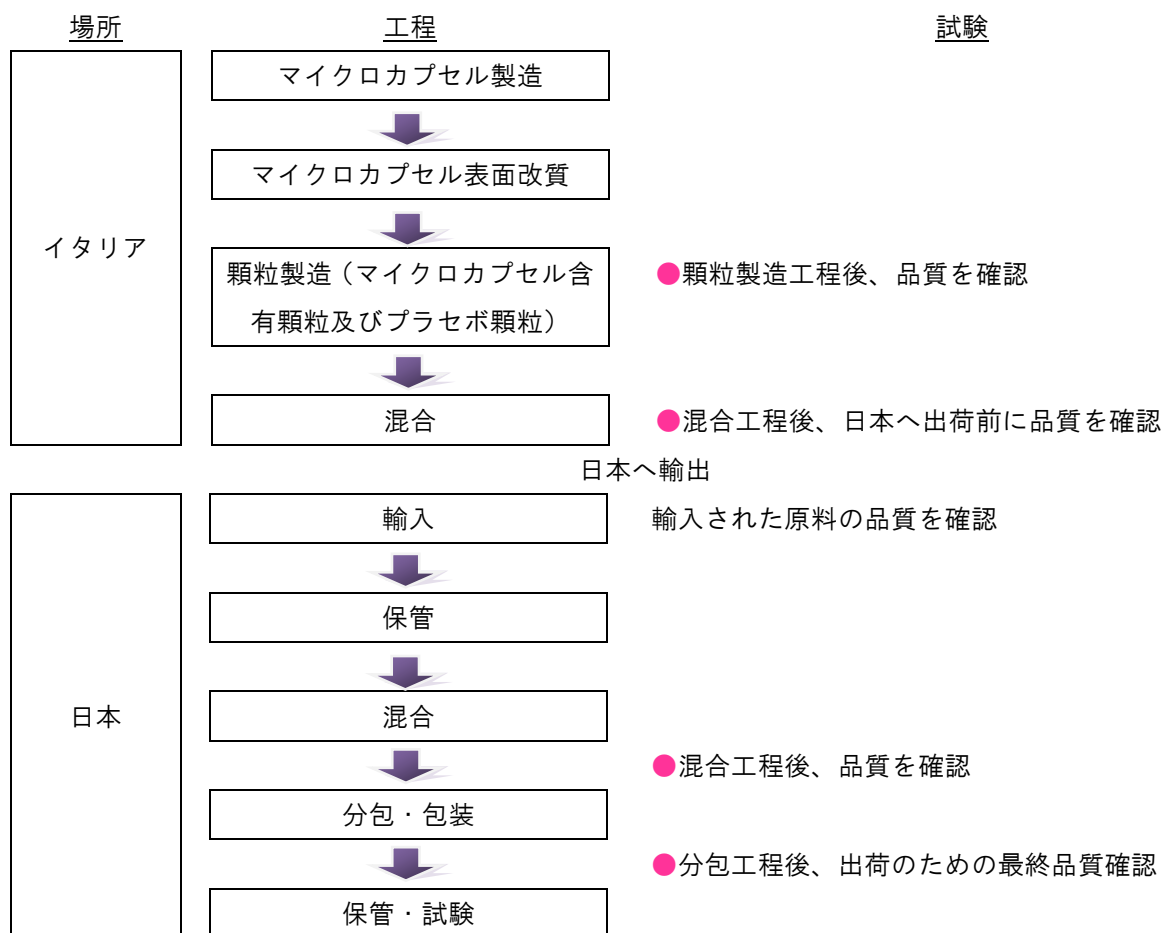 場所 工程 試験
マイクロカプセル製造
マイクロカプセル表面改質
イタリア
顆粒製造（マイクロカプセル含
有顆粒及びプラセボ顆粒）
●顆粒製造工程後、品質を確認
混合
●混合工程後、日本へ出荷前に品質を確認
日本へ輸出
輸入
輸入された原料の品質を確認
保管
日本
混合
●混合工程後、品質を確認
分包・包装
●分包工程後、出荷のための最終品質確認
保管・試験